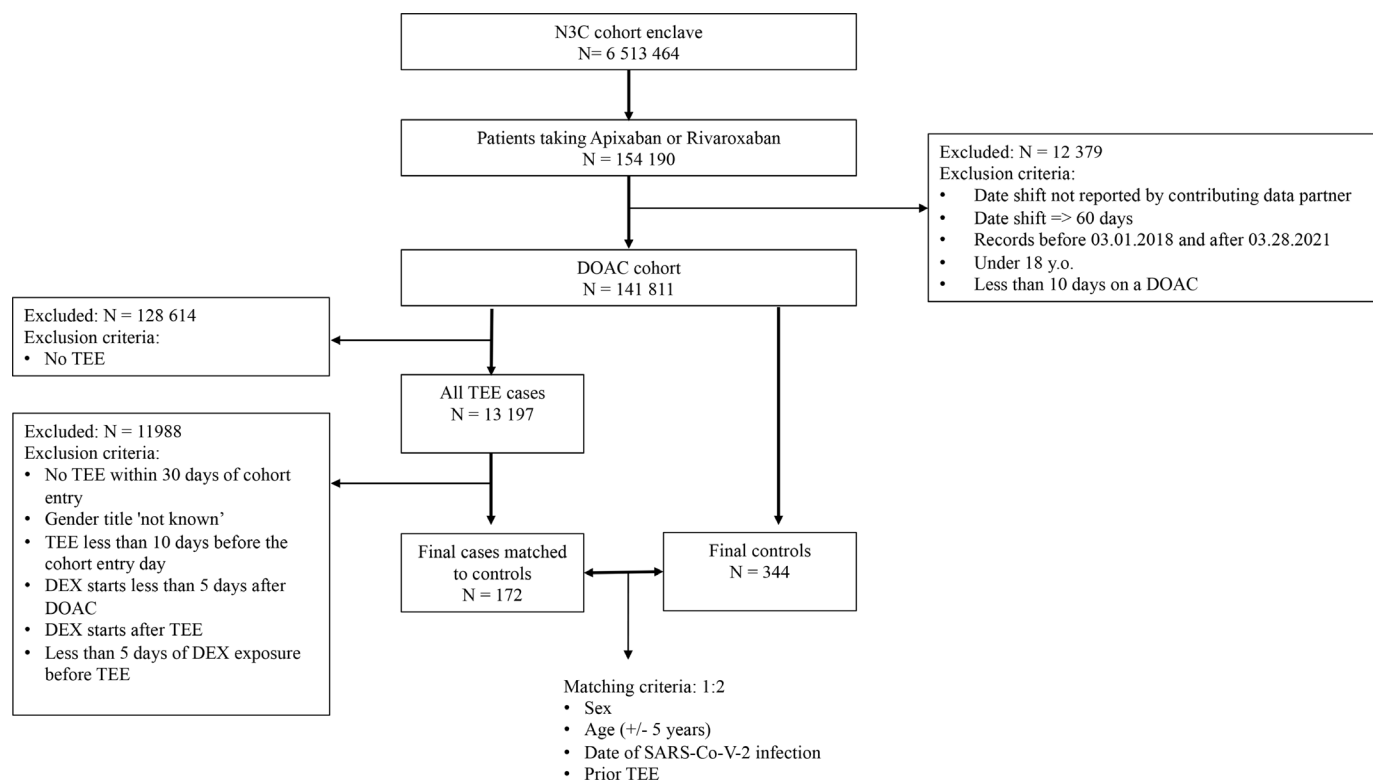 N3C cohort enclave
N= 6 513 464
Patients taking Apixaban or Rivaroxaban
N = 154 190
Excluded: N = 12 379
Exclusion criteria:
• Date shift not reported by contributing data partner
• Date shift => 60 days
• Records before 03.01.2018 and after 03.28.2021
• Under 18 y.o.
• Less than 10 days on a DOAC
DOAC cohort
N = 141 811
Excluded: N = 128 614
Exclusion criteria:
• No TEE
All TEE cases
N = 13 197
Excluded: N = 11988
Exclusion criteria:
• No TEE within 30 days of cohort
entry
• Gender title 'not known’
• TEE less than 10 days before the
cohort entry day
• DEX starts less than 5 days after
DOAC
• DEX starts after TEE
• Less than 5 days of DEX exposure
before TEE
Final cases matched
to controls
N = 172
Final controls
N = 344
Matching criteria: 1:2
• Sex
• Age (+/- 5 years)
• Date of SARS-Co-V-2 infection
• Prior TEE